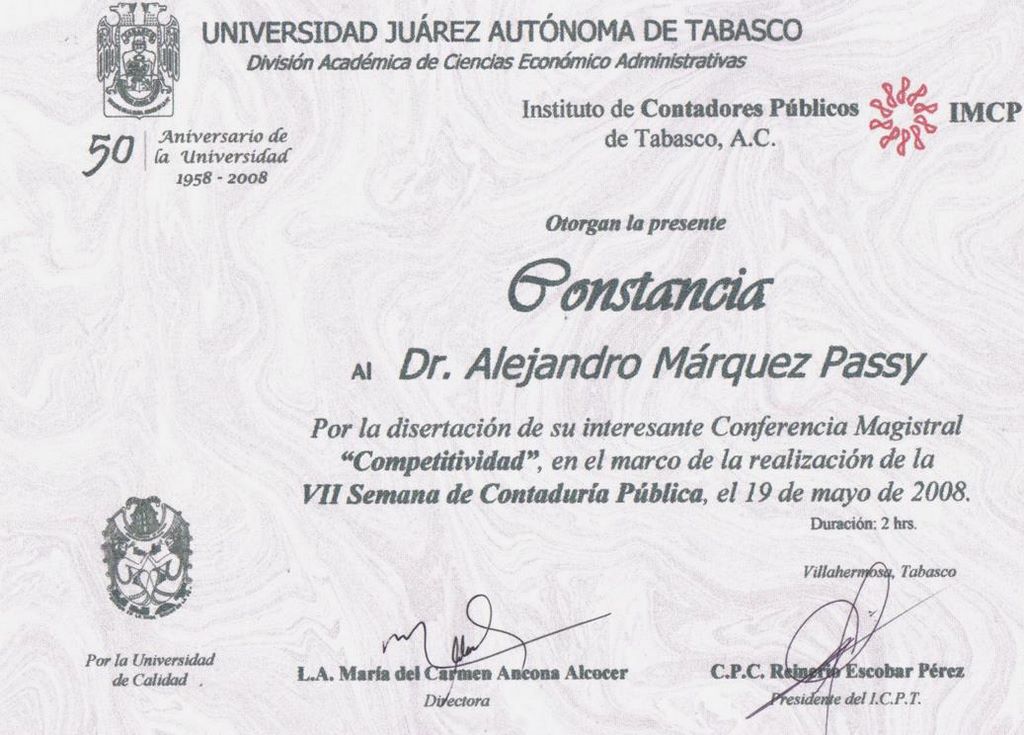 UNIVERSIDAD JUÁREZ AUTÓNOMA DE TABASCO
División Académica de Ciencias Económico Administrativas
50 Aniversario de
la Universidad
1958 - 2008
Instituto de Contadores Públicos
de Tabasco, A.C.
IMCP
Otorgan la presente
Constancia
Al Dr. Alejandro Márquez Passy
Por la disertación de su interesante Conferencia Magistral
“Competitividad”, en el marco de la realización de la
VII Semana de Contaduría Pública, el 19 de mayo de 2008.
Duración: 2 hrs.
Villahermosa, Tabasco
Por la Universidad
de Calidad .
L.A. María del Carmen Ancona Alcocer
Directora
C.P.C. Reinerio Escobar Pérez
Presidente del I.C.P.T.